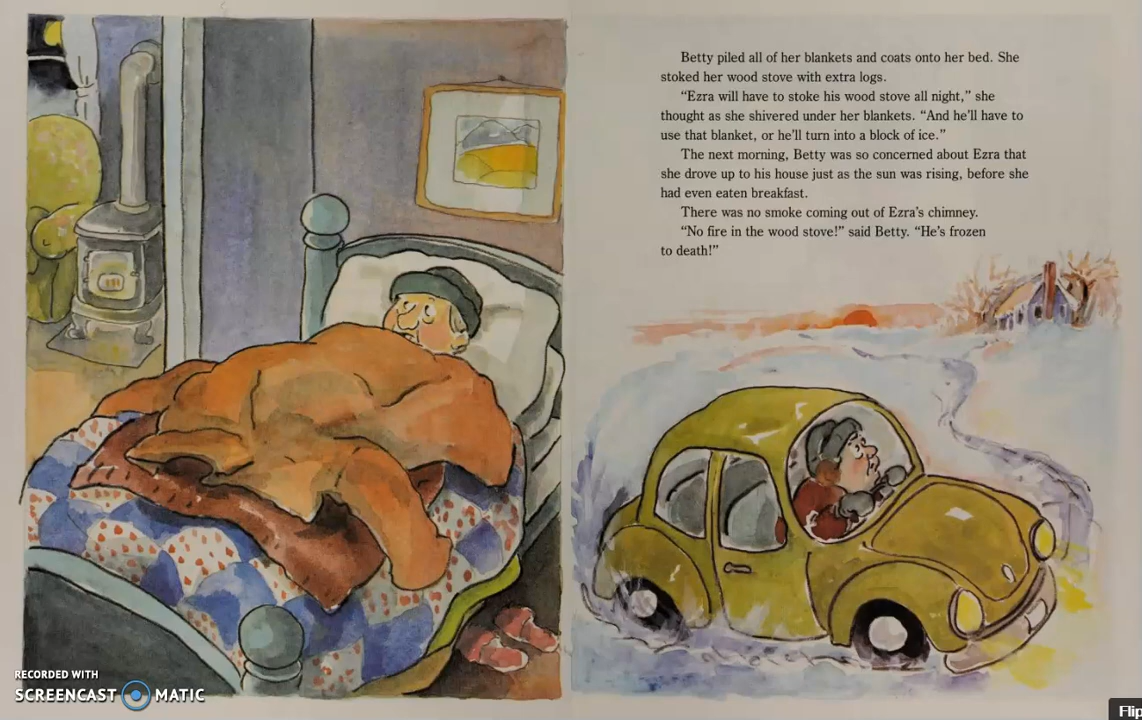 Betty piled all of her blankets and coats onto her bed. She
stoked her wood stove with extra logs.
“Ezra will have to stoke his wood stove all night,” she
thought as she shivered under her blankets. “And he’ll have to
use that blanket, or he’ll turn into a block of ice.”
The next morning, Betty was so concerned about Ezra that
she drove up to his house just as the sun was rising, before she
had even eaten breakfast.
There was no smoke coming out of Ezra’s chimney.
“No fire in the wood stove!” said Betty. “He’s frozen
to death!”
RECORDED WITH
SCREENCAST MATIC
Flip